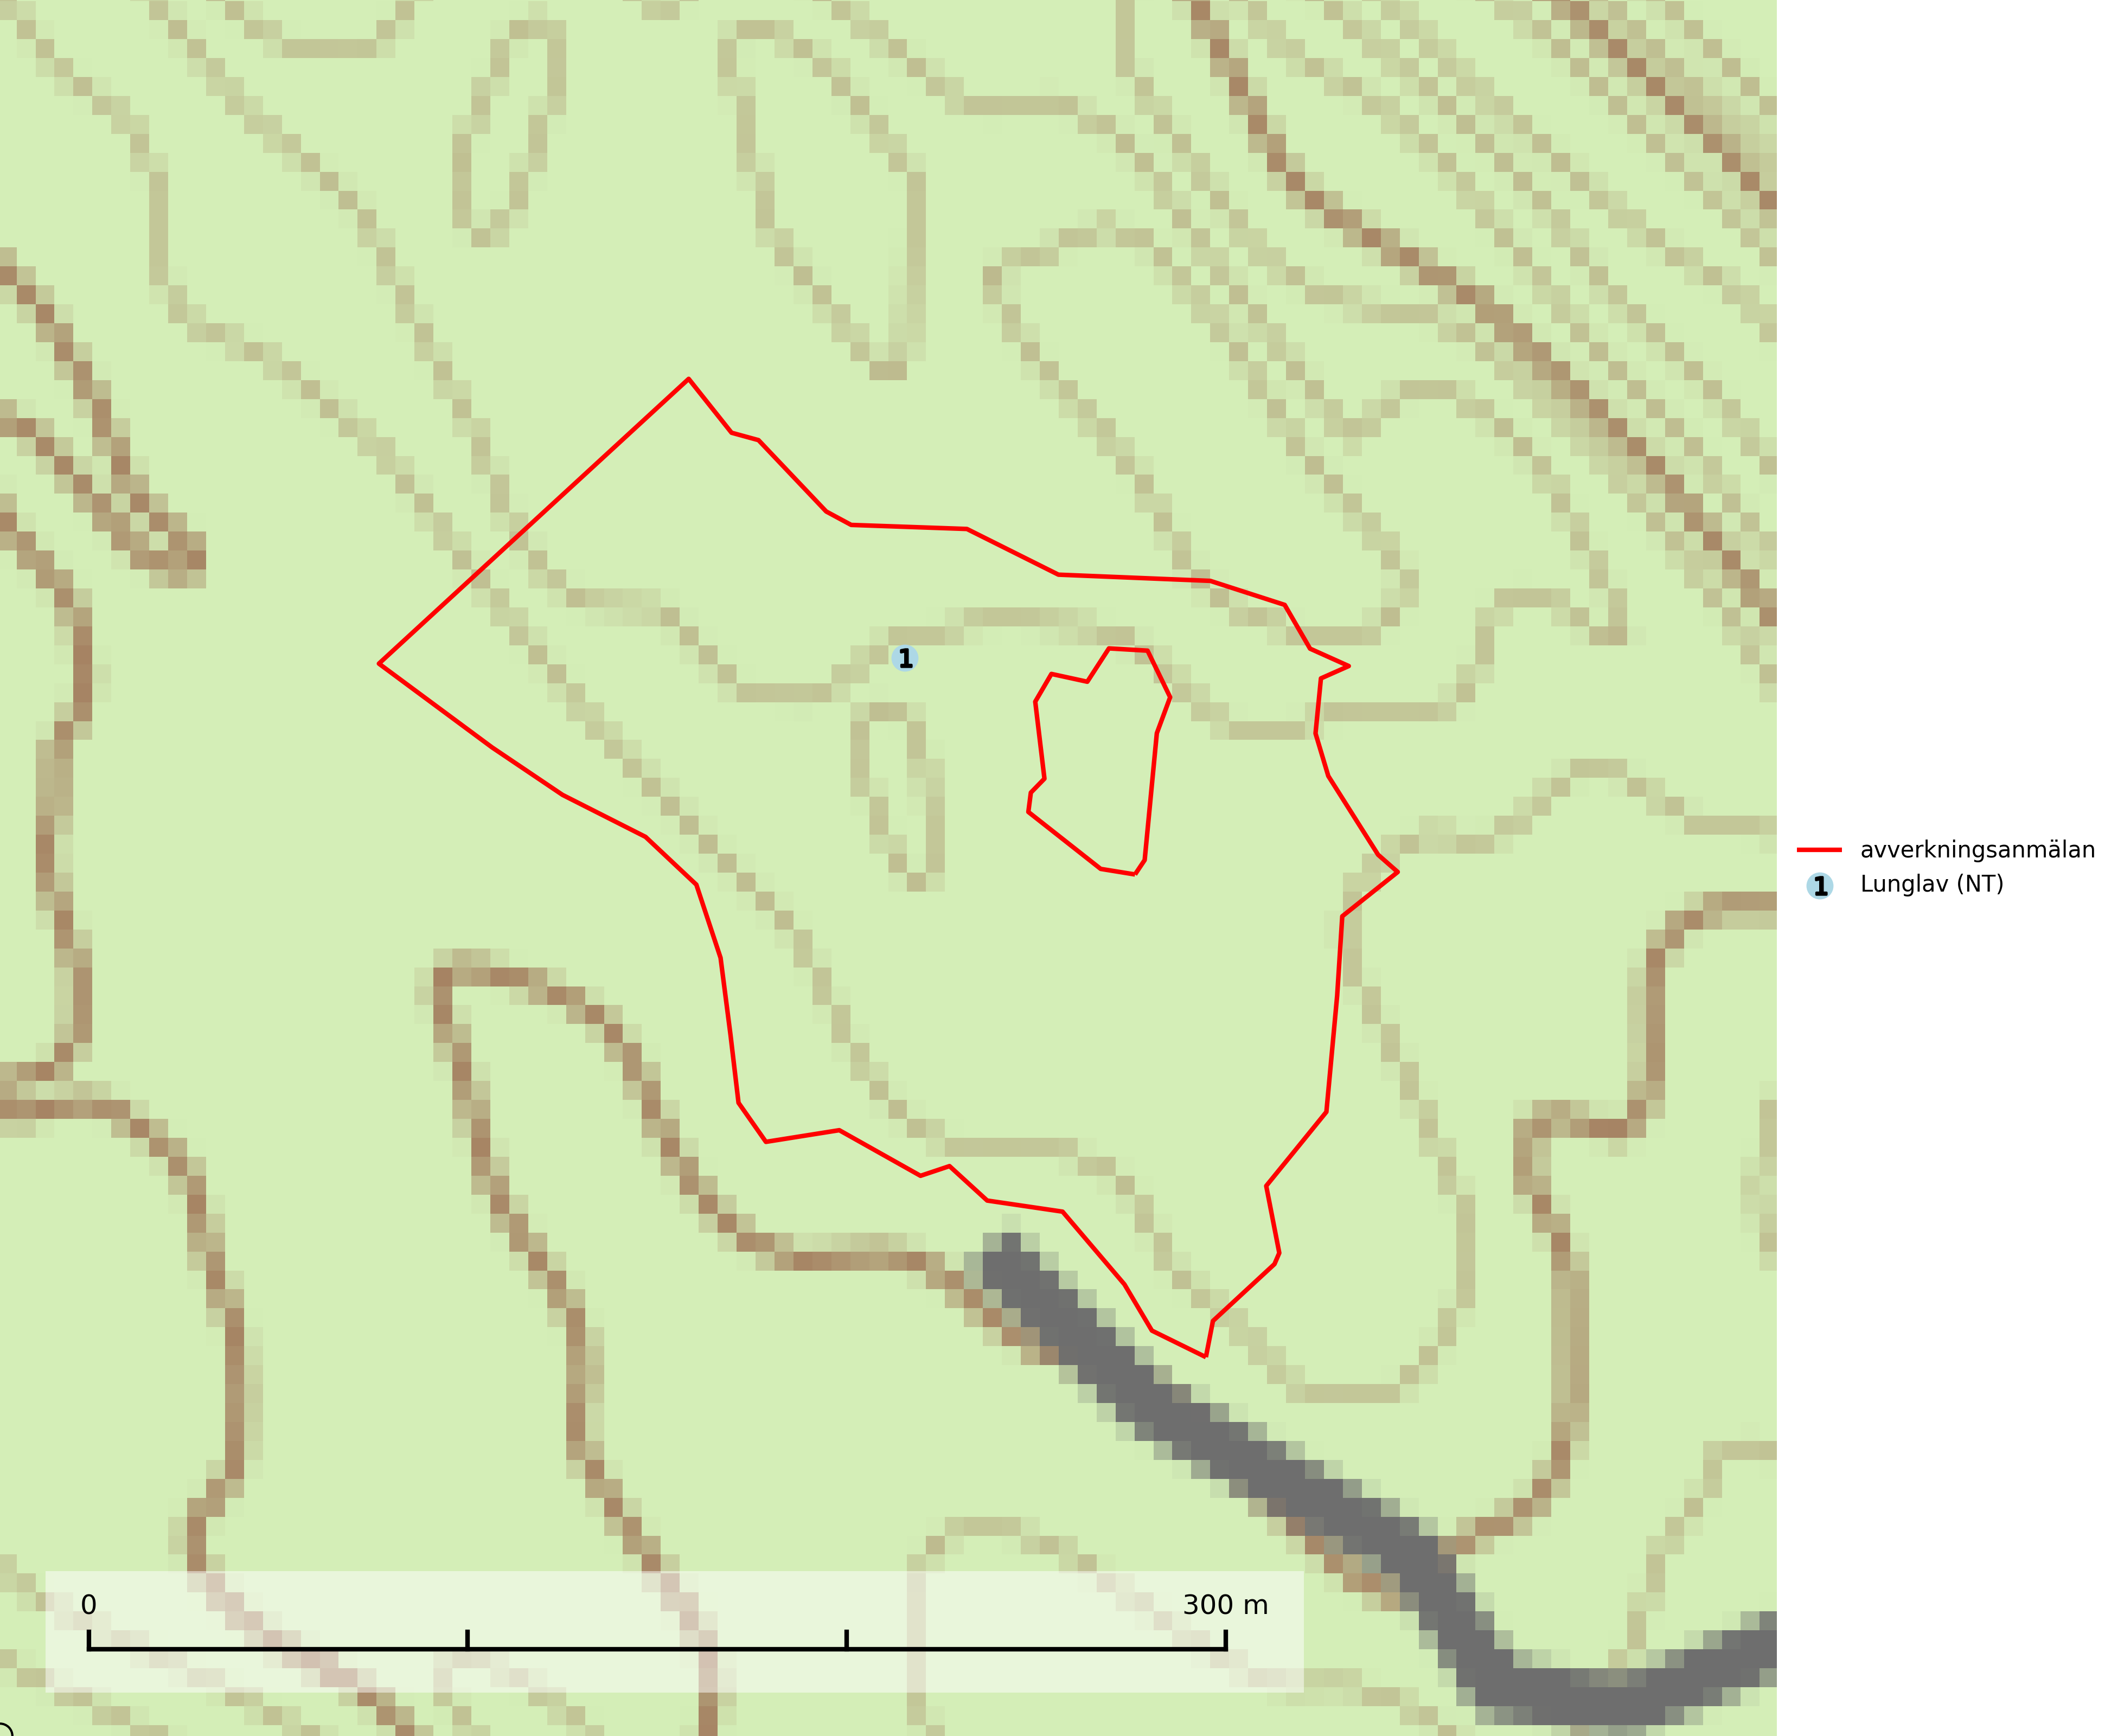 1
avverkningsanmälan
1 Lunglav (NT)
0 300 m